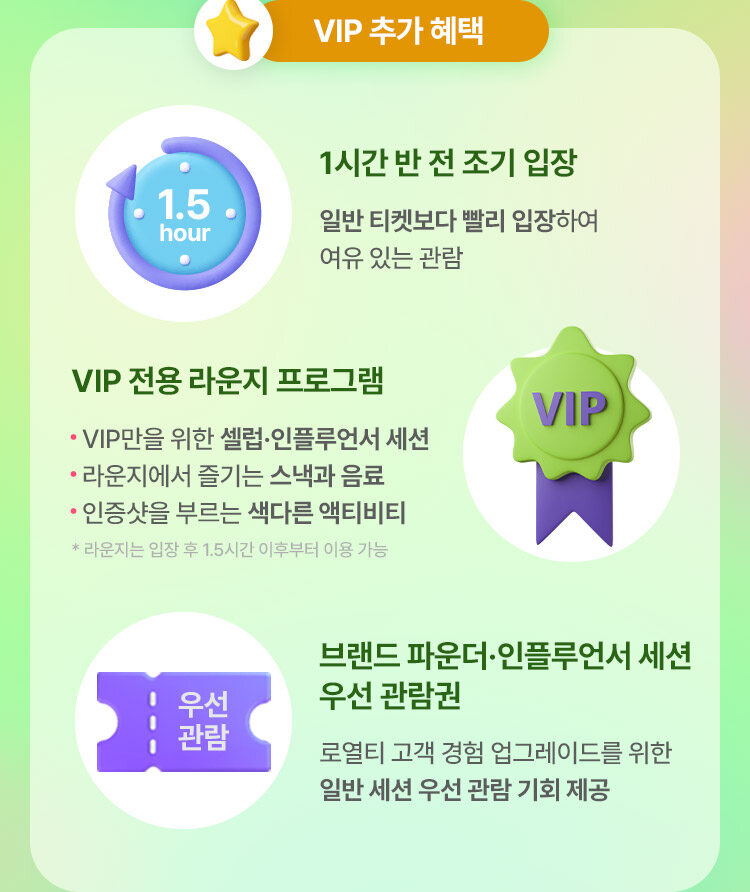 VIP 추가 혜택
1.5
hour
1시간 반 전 조기 입장
일반 티켓보다 빨리 입장하여
여유 있는 관람
VIP 전용 라운지 프로그램
• VIP만을 위한 셀럽·인플루언서 세션
• 라운지에서 즐기는 스낵과 음료
• 인증샷을 부르는 색다른 액티비티
* 라운지는 입장 후 1.5시간 이후부터 이용 가능
VIP
우선
관람
브랜드 파운더·인플루언서 세션
우선 관람권
로열티 고객 경험 업그레이드를 위한
일반 세션 우선 관람 기회 제공